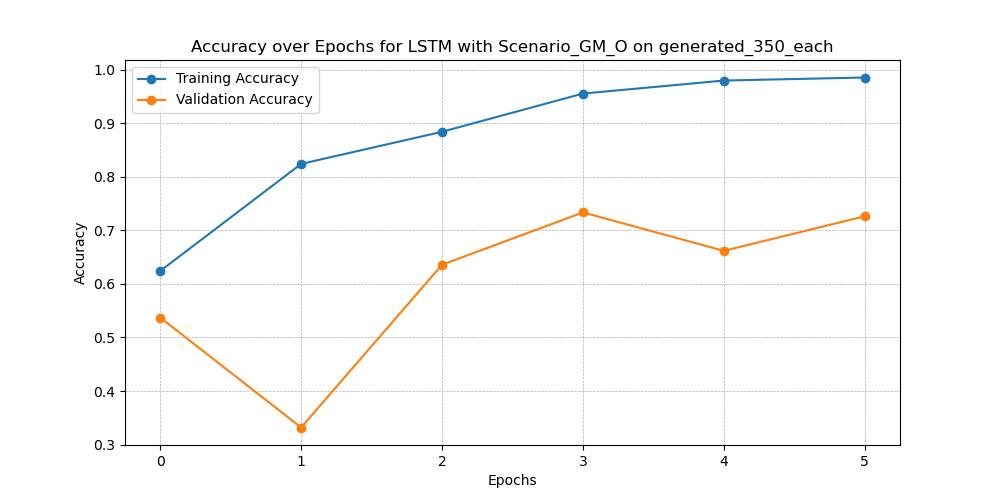 Accuracy over Epochs for LSTM with Scenario_GM_O on generated_350_each
Training Accuracy
Validation Accuracy
Accuracy
1.0
0.9
0.8
0.7
0.6
0.5
0.4
0.3
0 1 2 3 4 5
Epochs